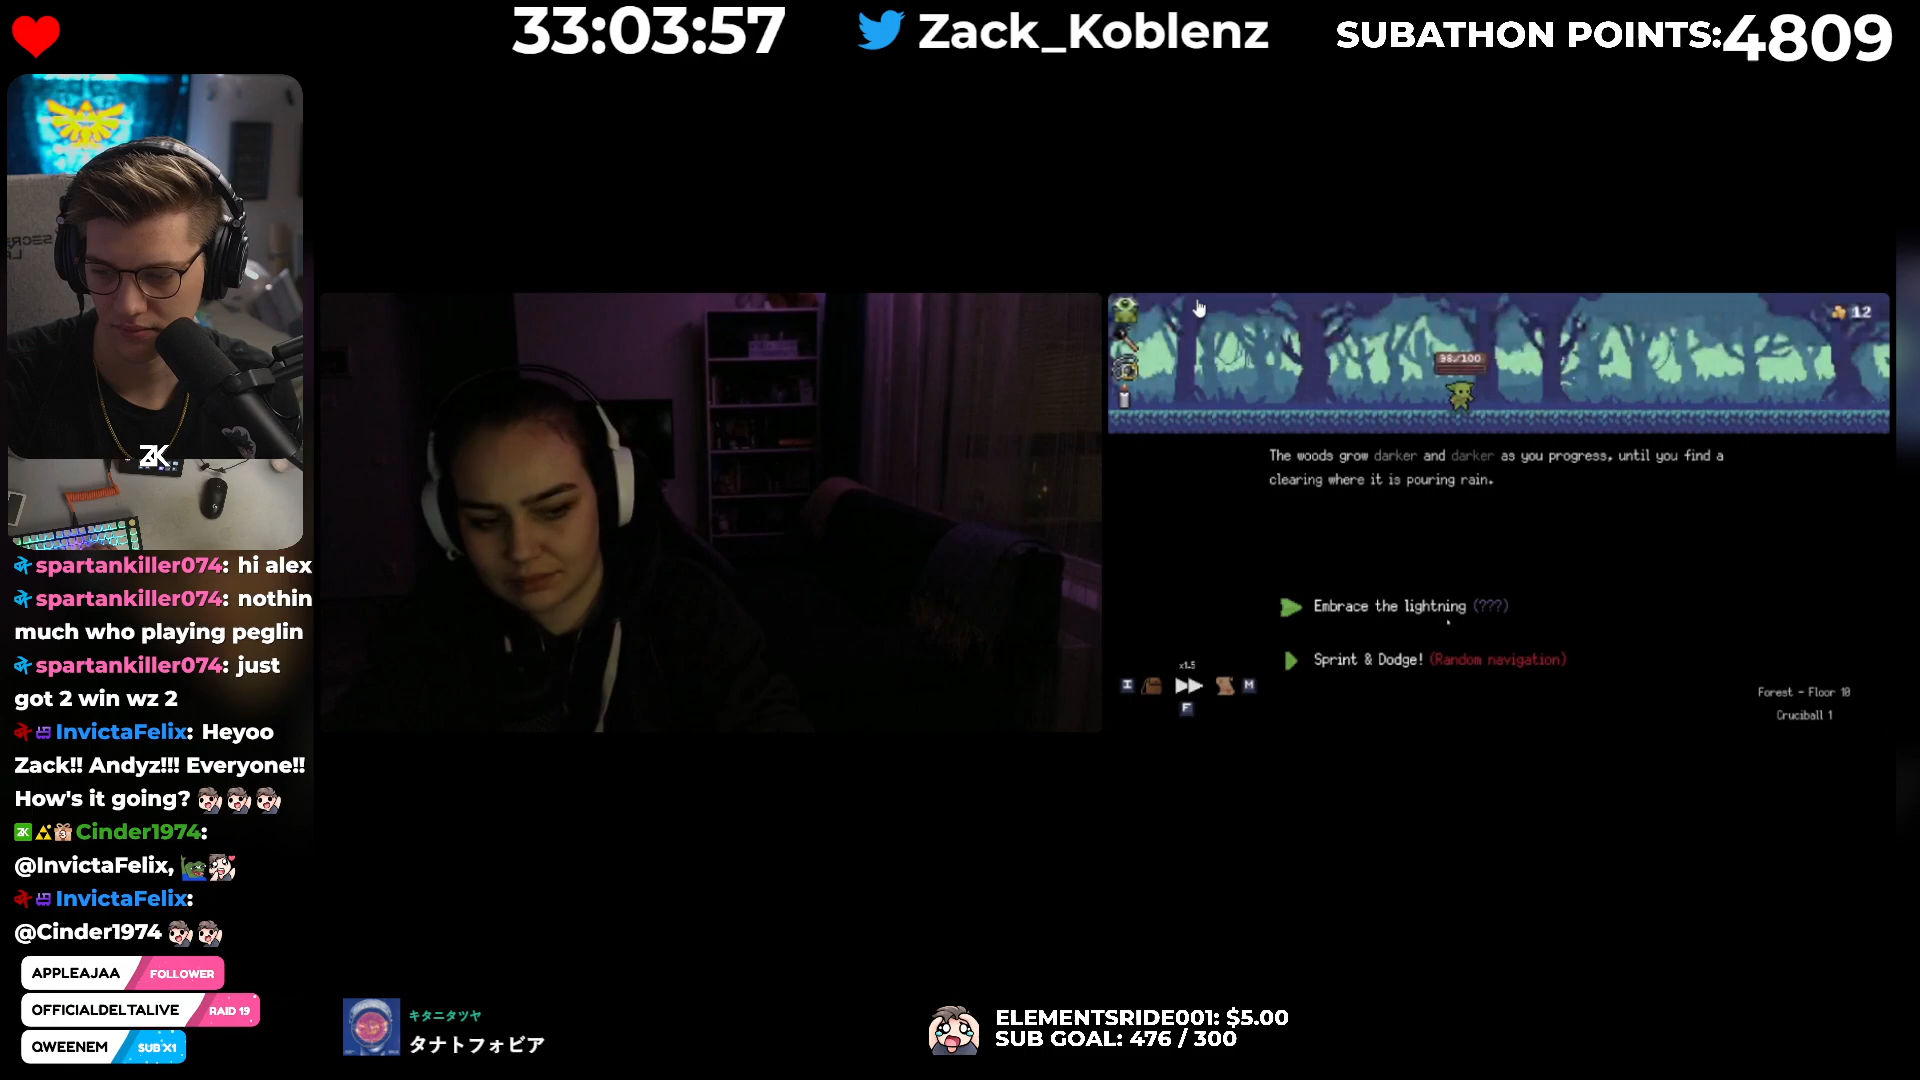 33:03:57
Zack_Koblenz
SUBATHON POINTS:4809
ZK
spartankiller074: hi alex
spartankiller074: nothin
much who playing peglin
spartankiller074: just
got 2 win wz 2
InvictaFelix: Heyoo
Zack!! Andyz!!! Everyone!!
How's it going?
Cinder1974:
@InvictaFelix,
InvictaFelix:
@Cinder1974
APPLEAJAA FOLLOWER
OFFICIALDELTALIVE RAID 19
QWEENEM SUB X1
12
98/100
The woods grow darker and darker as you progress, until you find a
clearing where it is pouring rain.
Embrace the lightning (???)
Sprint & Dodge! (Random navigation)
x1.5
I
M
F
Forest - Floor 10
Cruciball 1
キタニタツヤ
タナトフォビア
ELEMENTSRIDE001: $5.00
SUB GOAL: 476 / 300